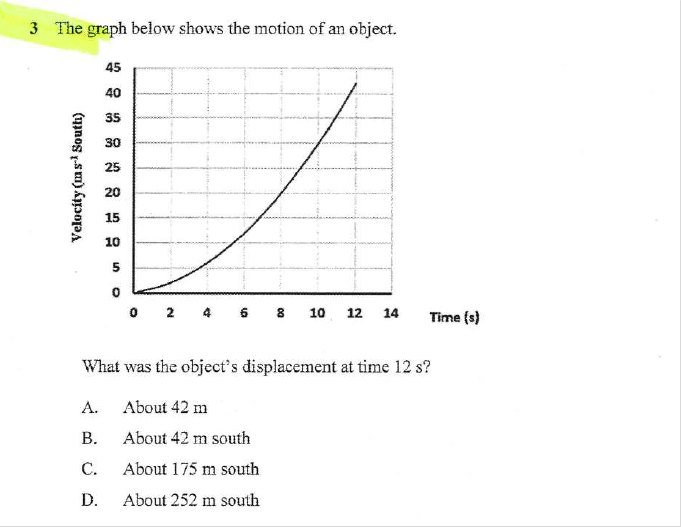 3 The graph below shows the motion of an object.
Velocity (m s⁻¹ South)
45
40
35
30
25
20
15
10
5
0
0 2 4 6 8 10 12 14
Time (s)
What was the object's displacement at time 12 s?
A. About 42 m
B. About 42 m south
C. About 175 m south
D. About 252 m south